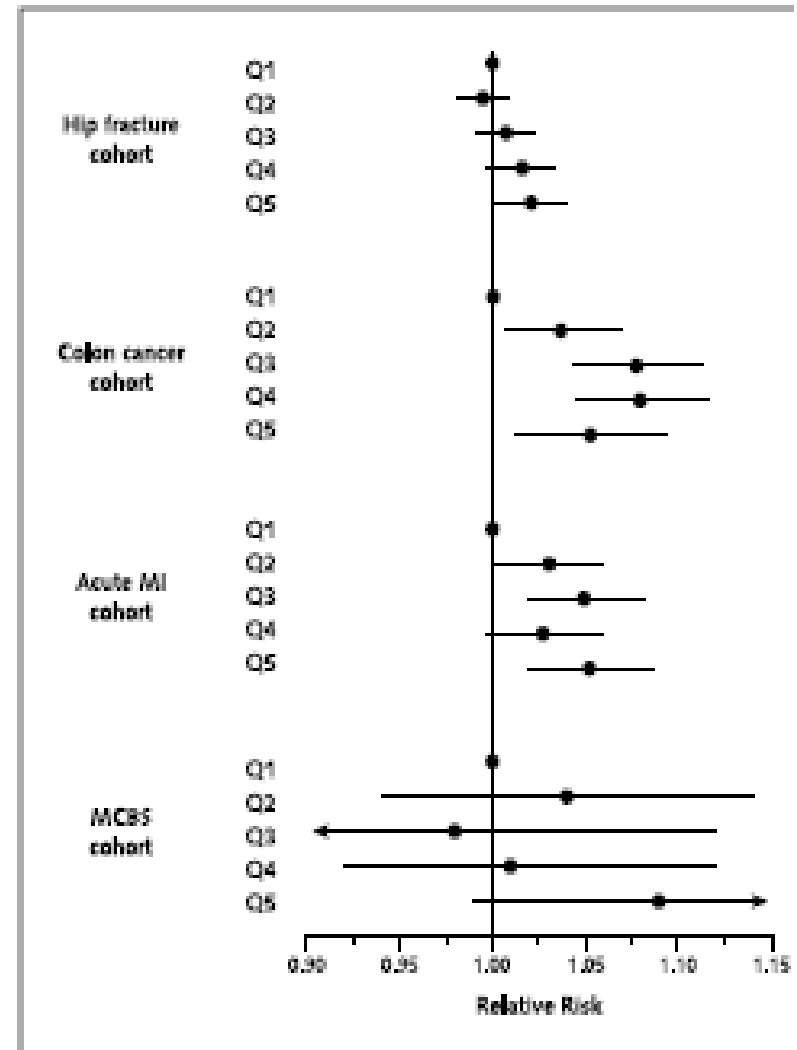 Hip fracture
cohort
Q1
Q2
Q3
Q4
Q5
Colon cancer
cohort
Q1
Q2
Q3
Q4
Q5
Acute MI
cohort
Q1
Q2
Q3
Q4
Q5
MCBS
cohort
Q1
Q2
Q3
Q4
Q5
0.90 0.95 1.00 1.05 1.10 1.15
Relative Risk